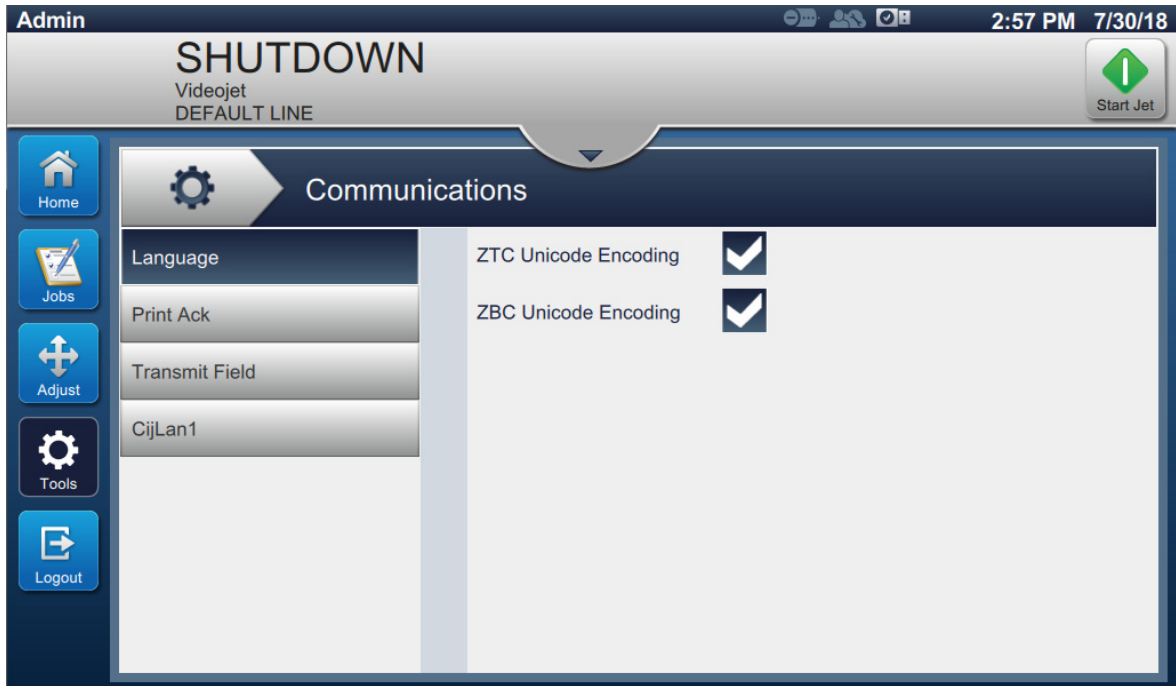 Admin
2:57 PM 7/30/18
SHUTDOWN
Videojet
DEFAULT LINE
Start Jet
Home
Communications
Language
ZTC Unicode Encoding
Jobs
Print Ack
ZBC Unicode Encoding
Adjust
Transmit Field
CijLan1
Tools
Logout